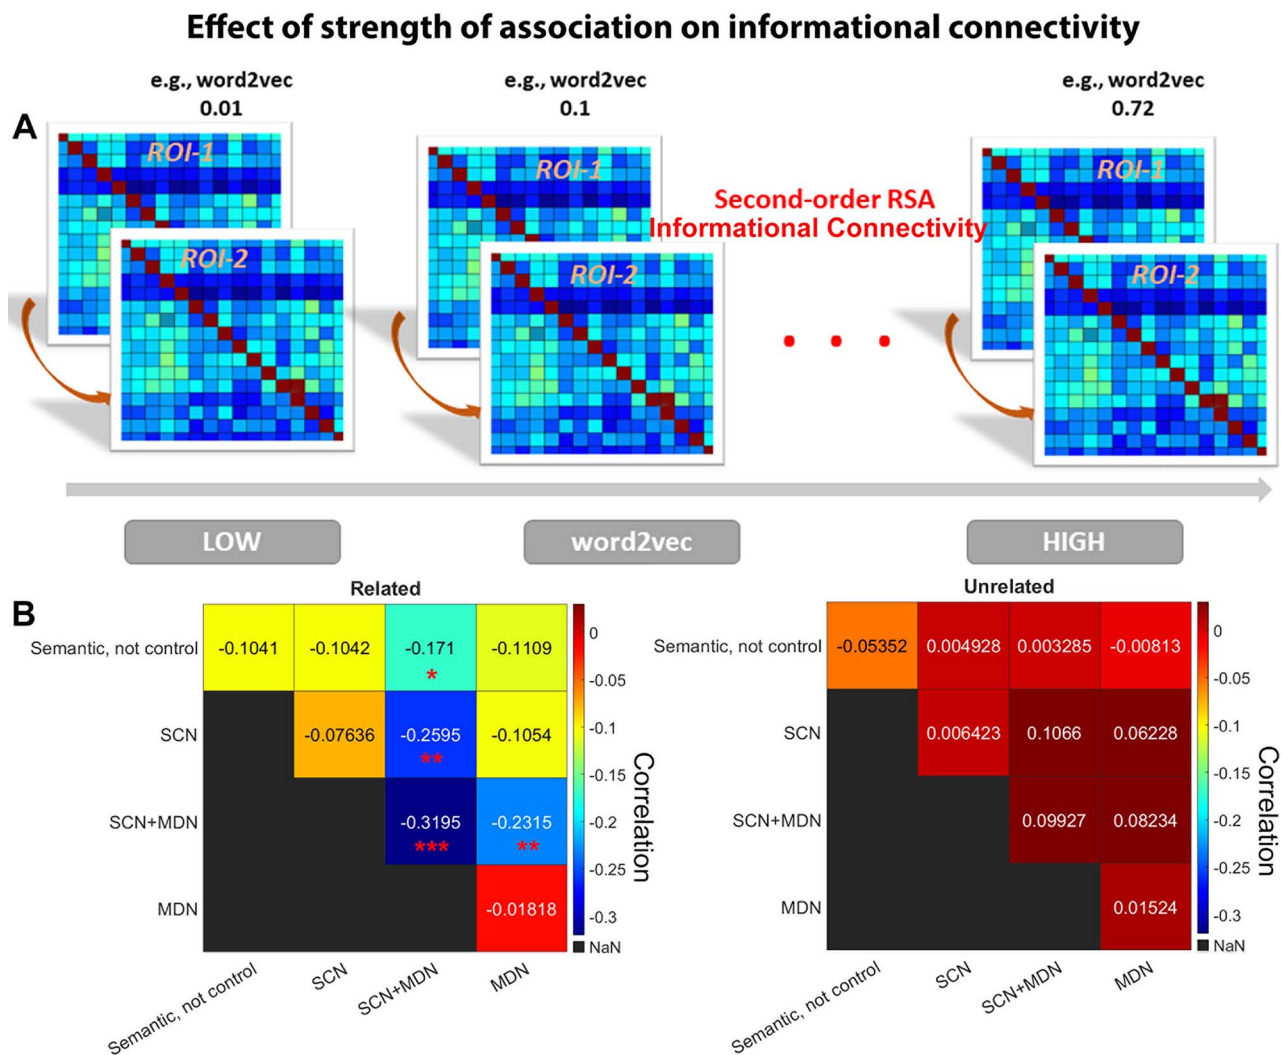 Effect of strength of association on informational connectivity
e.g., word2vec
0.01
e.g., word2vec
0.1
e.g., word2vec
0.72
A
ROI-1
ROI-2
ROI-1
ROI-2
Second-order RSA
Informational Connectivity
ROI-1
ROI-2
LOW
word2vec
HIGH
B
Related
Semantic, not control
-0.1041
-0.1042
-0.171
*
-0.1109
SCN
-0.07636
-0.2595
**
-0.1054
SCN+MDN
-0.3195
***
-0.2315
**
MDN
-0.01818
Semantic, not control
SCN
SCN+MDN
MDN
0
-0.05
-0.1
-0.15
-0.2
-0.25
-0.3
NaN
Correlation
Unrelated
Semantic, not control
-0.05352
0.004928
0.003285
-0.00813
SCN
0.006423
0.1066
0.06228
SCN+MDN
0.09927
0.08234
MDN
0.01524
Semantic, not control
SCN
SCN+MDN
MDN
0
-0.05
-0.1
-0.15
-0.2
-0.25
-0.3
NaN
Correlation